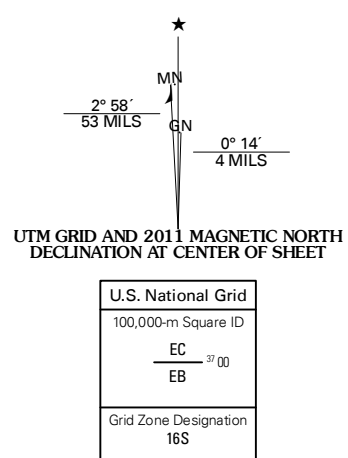 ★
MN
2° 58´
53 MILS
GN
0° 14´
4 MILS
UTM GRID AND 2011 MAGNETIC NORTH
DECLINATION AT CENTER OF SHEET
U.S. National Grid
100,000-m Square ID
EC
37 00
EB
Grid Zone Designation
16S